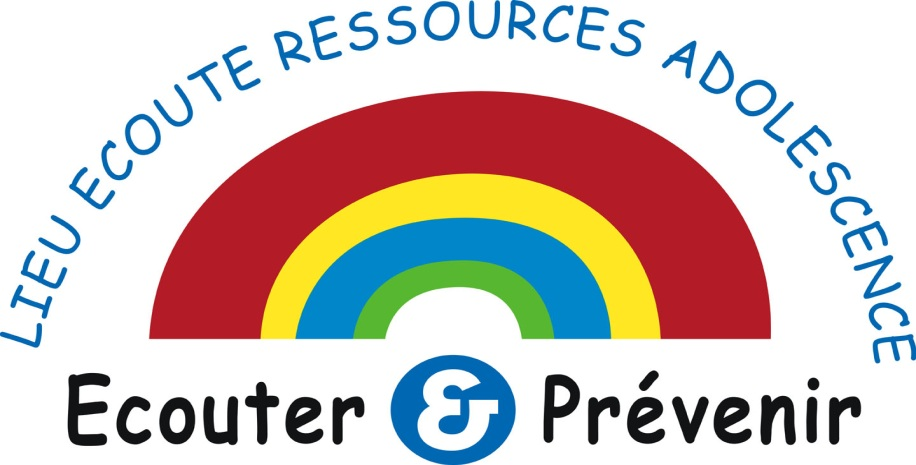 LIEU ECOUTE RESSOURCES ADOLESCENCE
Ecouter & Prévenir